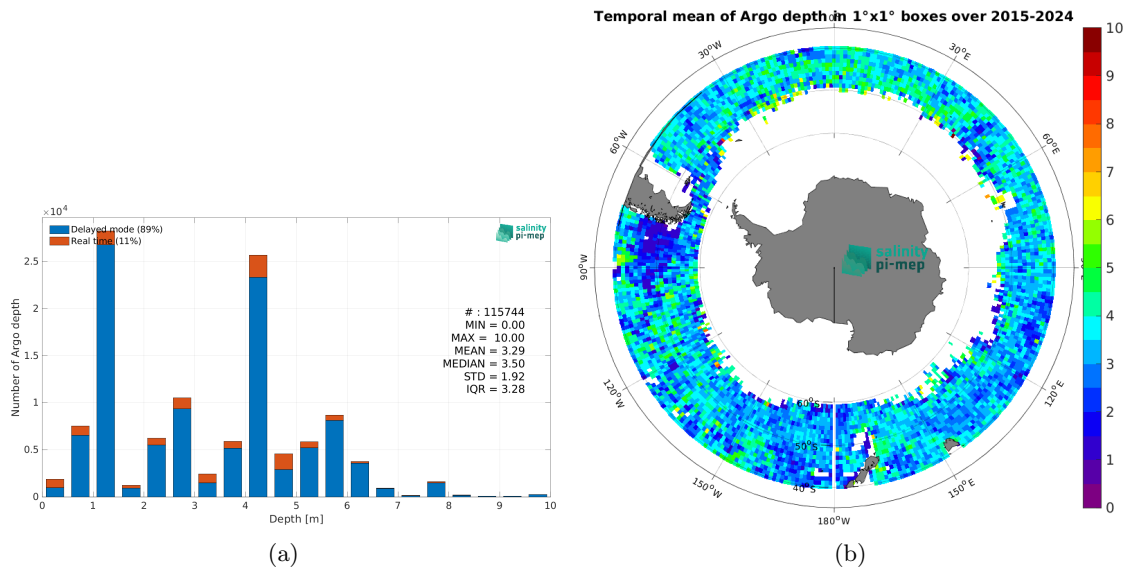 Temporal mean of Argo depth in 1°x1° boxes over 2015-2024
×10⁴
Delayed mode (89%)
Real time (11%)
salinity
pi-mep
2.5
2
1.5
1
0.5
0
Number of Argo depth
# : 115744
MIN = 0.00
MAX = 10.00
MEAN = 3.29
MEDIAN = 3.50
STD = 1.92
IQR = 3.28
0 1 2 3 4 5 6 7 8 9 10
Depth [m]
(a)
30°W
30°E
60°W
60°E
90°W
salinity
pi-mep
120°W
120°E
60°S
50°S
40°S
150°W
150°E
180°W
10
9
8
7
6
5
4
3
2
1
0
(b)